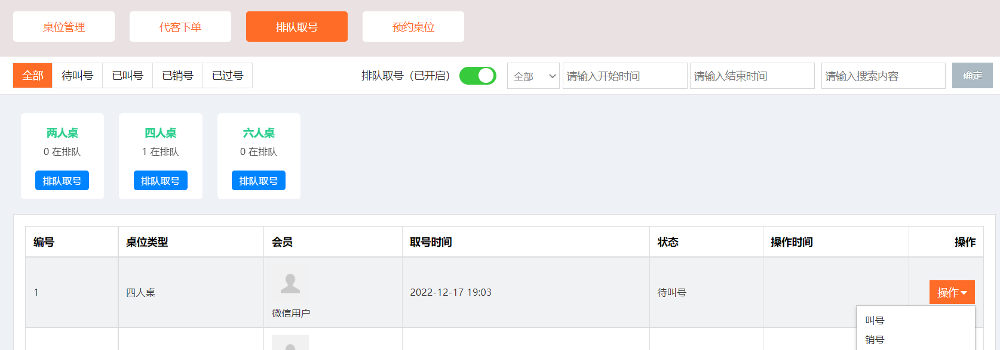 桌位管理 代客下单 排队取号 预约桌位
全部 待叫号 已叫号 已销号 已过号 排队取号（已开启） 全部 请输入开始时间 请输入结束时间 请输入搜索内容 确定
两人桌 四人桌 六人桌
0 在排队 1 在排队 0 在排队
排队取号 排队取号 排队取号
编号 桌位类型 会员 取号时间 状态 操作时间 操作
1 四人桌 2022-12-17 19:03 待叫号 操作
微信用户
叫号
销号